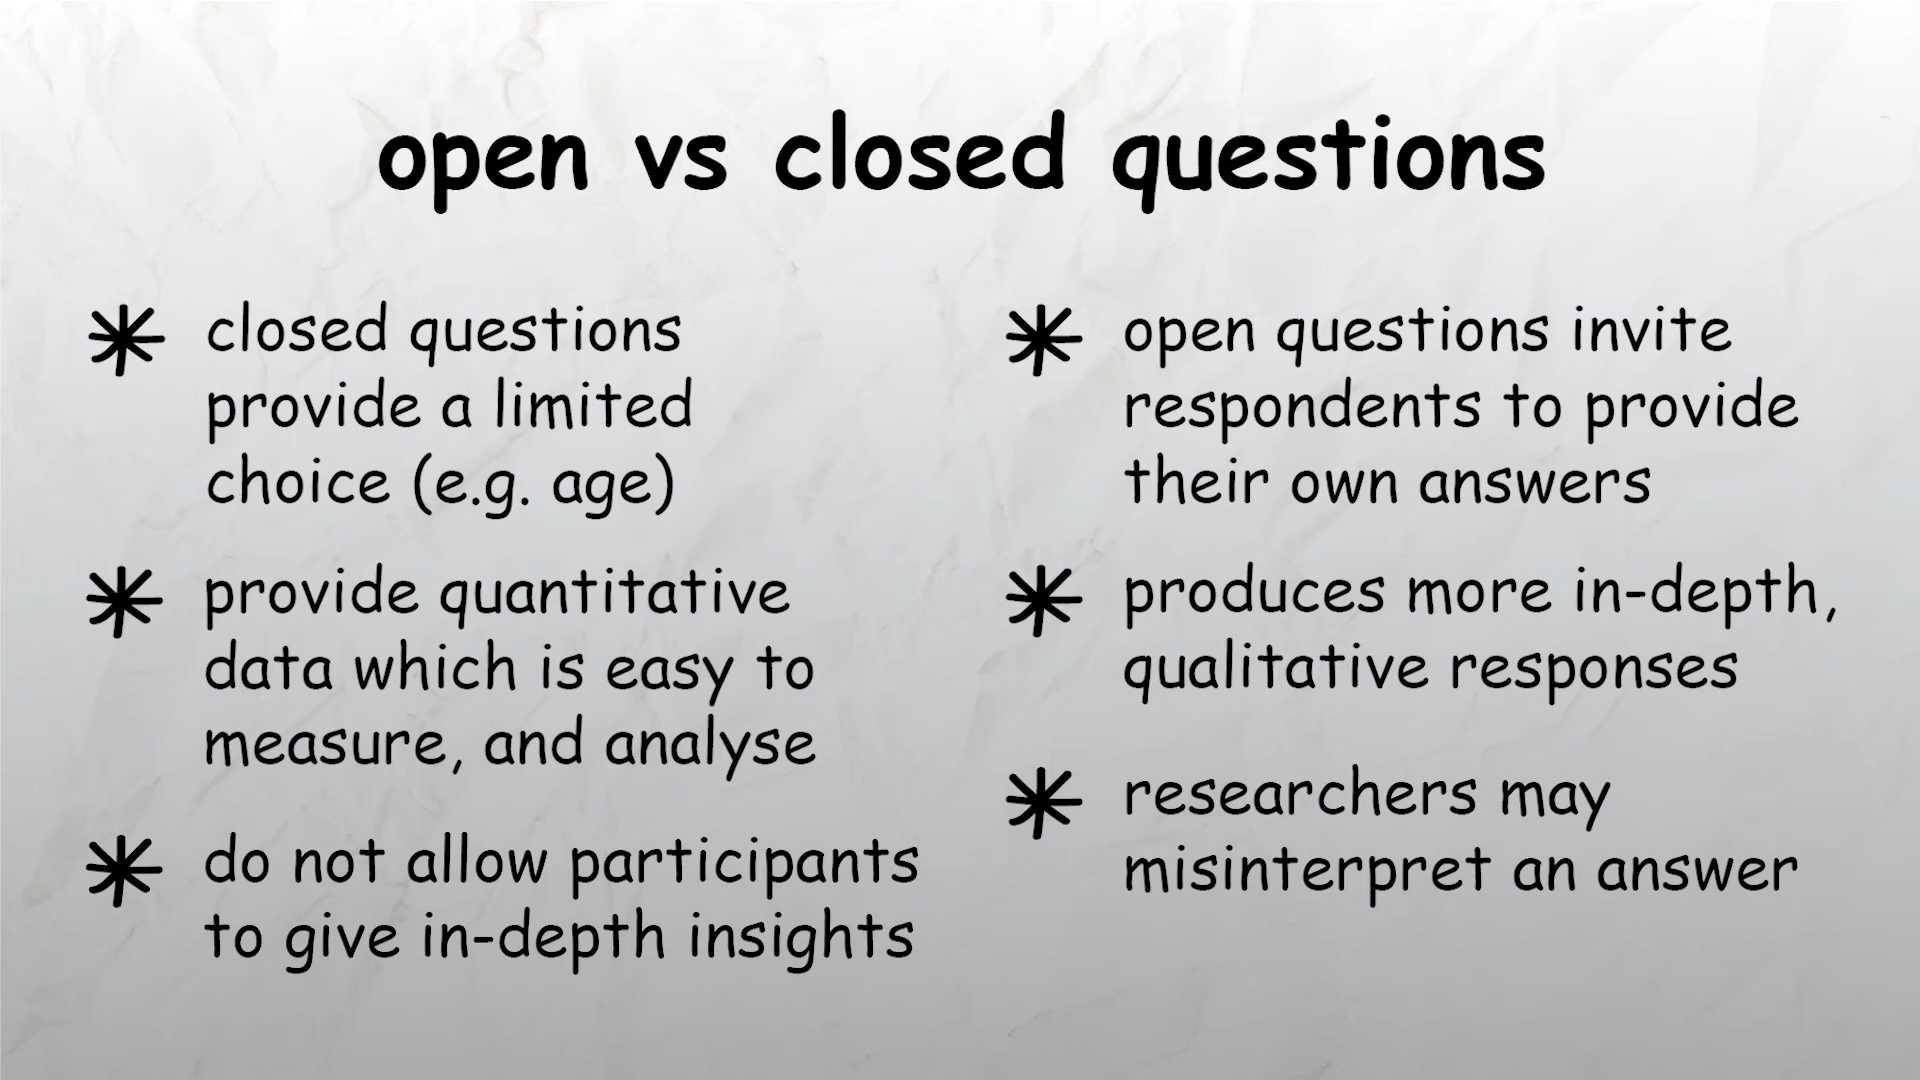 open vs closed questions
closed questions
provide a limited
choice (e.g. age)
provide quantitative
data which is easy to
measure, and analyse
do not allow participants
to give in-depth insights
open questions invite
respondents to provide
their own answers
produces more in-depth,
qualitative responses
researchers may
misinterpret an answer